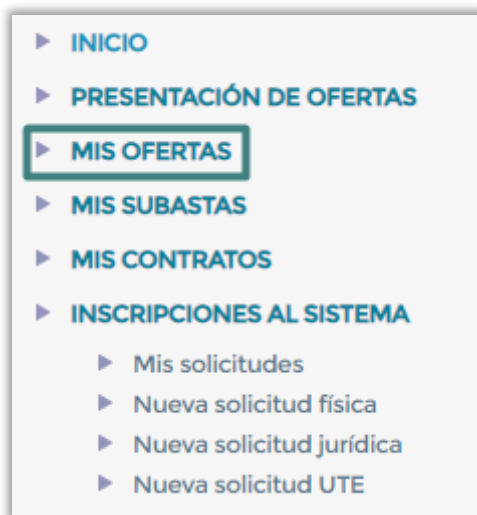 INICIO
PRESENTACIÓN DE OFERTAS
MIS OFERTAS
MIS SUBASTAS
MIS CONTRATOS
INSCRIPCIONES AL SISTEMA
Mis solicitudes
Nueva solicitud física
Nueva solicitud jurídica
Nueva solicitud UTE